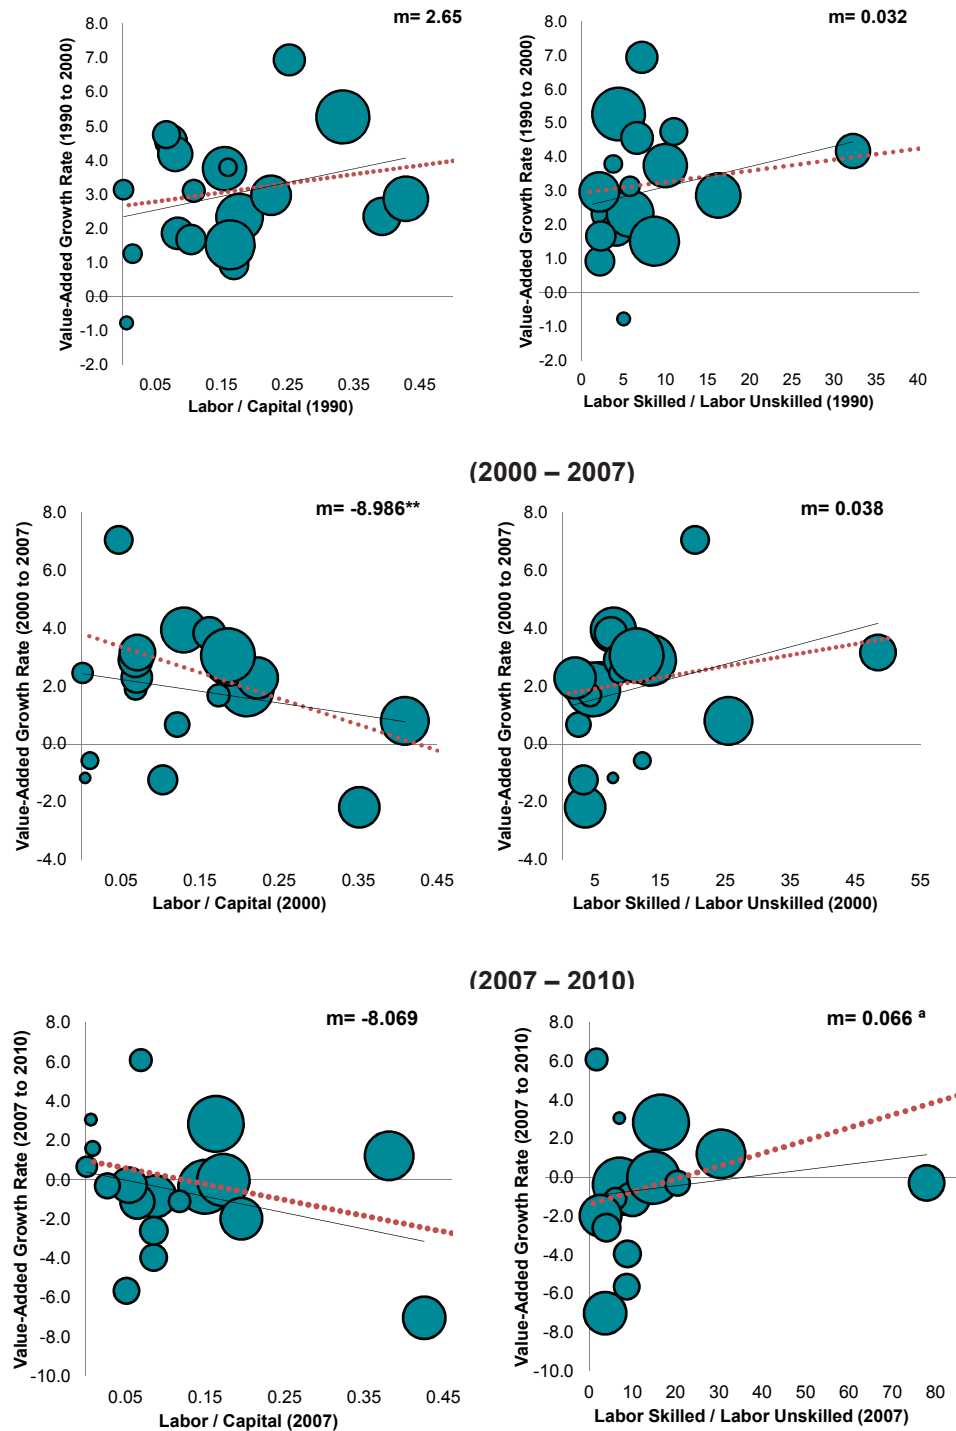 m= 2.65
8.0
7.0
6.0
5.0
4.0
3.0
2.0
1.0
0.0
-1.0
-2.0
Value-Added Growth Rate (1990 to 2000)
0.05 0.15 0.25 0.35 0.45
Labor / Capital (1990)
m= 0.032
8.0
7.0
6.0
5.0
4.0
3.0
2.0
1.0
0.0
-1.0
-2.0
Value-Added Growth Rate (1990 to 2000)
0 5 10 15 20 25 30 35 40
Labor Skilled / Labor Unskilled (1990)
(2000 – 2007)
m= -8.986**
8.0
6.0
4.0
2.0
0.0
-2.0
-4.0
Value-Added Growth Rate (2000 to 2007)
0.05 0.15 0.25 0.35 0.45
Labor / Capital (2000)
m= 0.038
8.0
6.0
4.0
2.0
0.0
-2.0
-4.0
Value-Added Growth Rate (2000 to 2007)
5 15 25 35 45 55
Labor Skilled / Labor Unskilled (2000)
(2007 – 2010)
m= -8.069
8.0
6.0
4.0
2.0
0.0
-2.0
-4.0
-6.0
-8.0
-10.0
Value-Added Growth Rate (2007 to 2010)
0.05 0.15 0.25 0.35 0.45
Labor / Capital (2007)
m= 0.066 a
8.0
6.0
4.0
2.0
0.0
-2.0
-4.0
-6.0
-8.0
-10.0
Value-Added Growth Rate (2007 to 2010)
0 10 20 30 40 50 60 70 80
Labor Skilled / Labor Unskilled (2007)